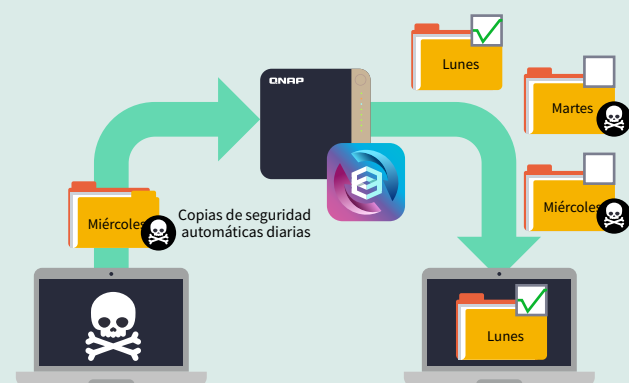 QNAP
Lunes
Martes
Miércoles
Miércoles
Copias de seguridad
automáticas diarias
Lunes